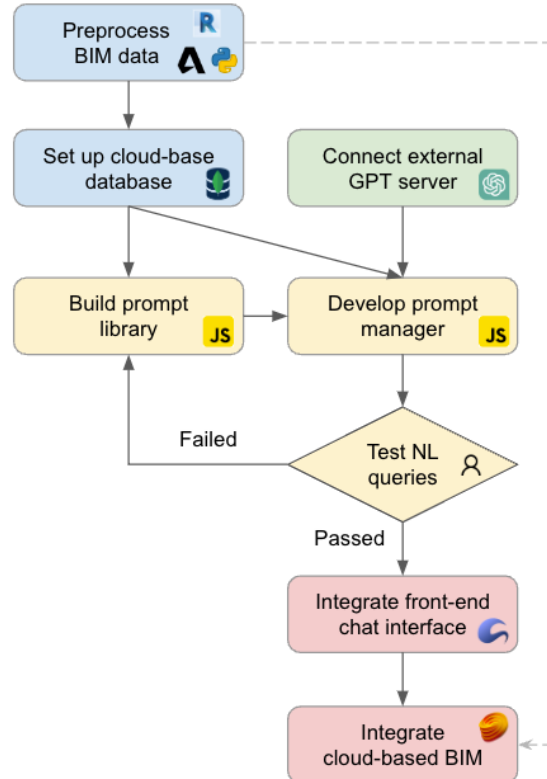 Preprocess
BIM data
R
Set up cloud-base
database
Connect external
GPT server
Build prompt
library
JS
Develop prompt
manager
JS
Failed
Test NL
queries
Passed
Integrate front-end
chat interface
Integrate
cloud-based BIM